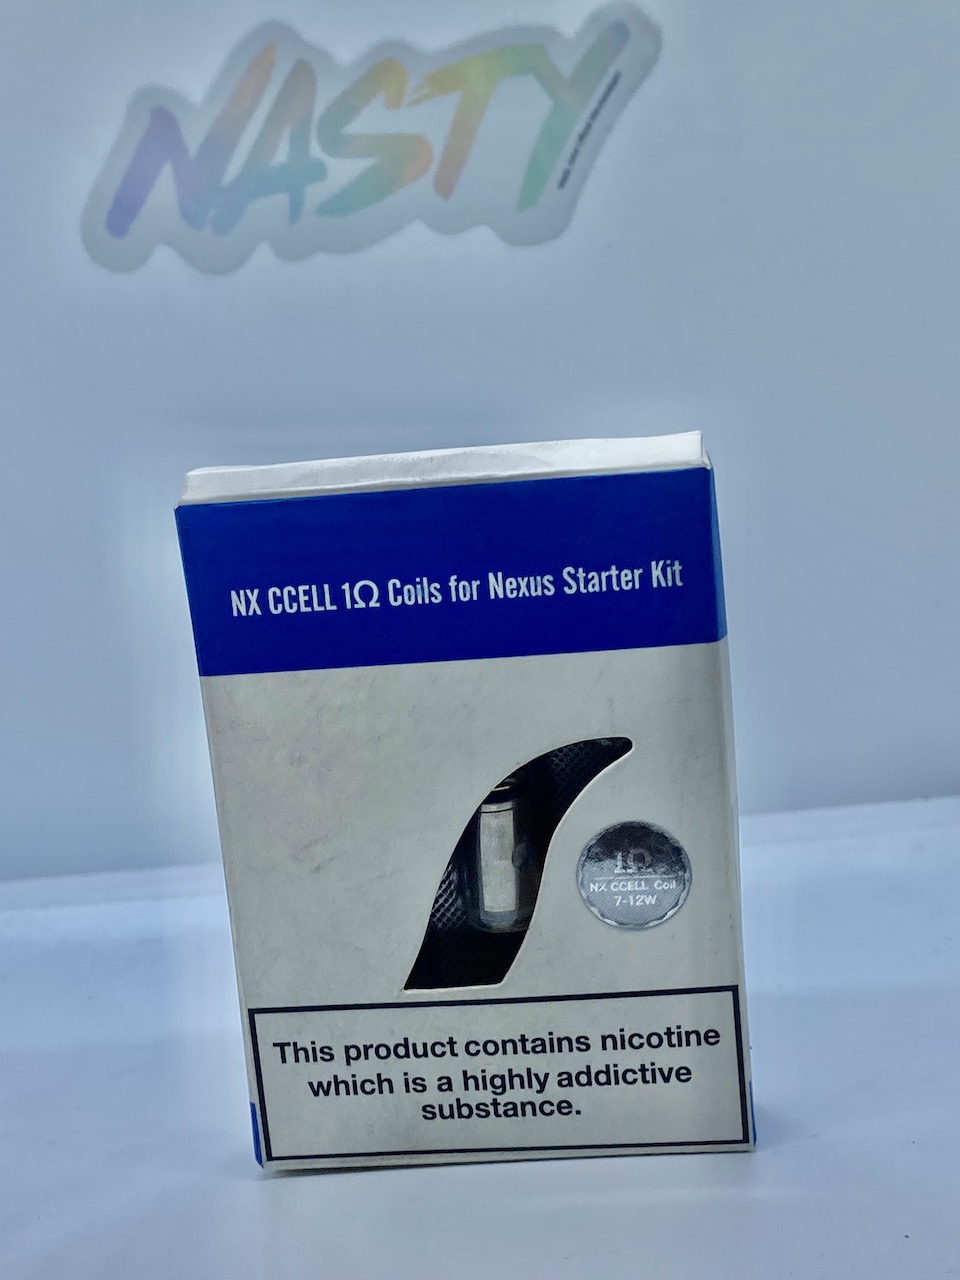 NASTY
NX CCELL 1Ω Coils for Nexus Starter Kit
1Ω
NX CCELL Coil
7-12W
This product contains nicotine
which is a highly addictive
substance.